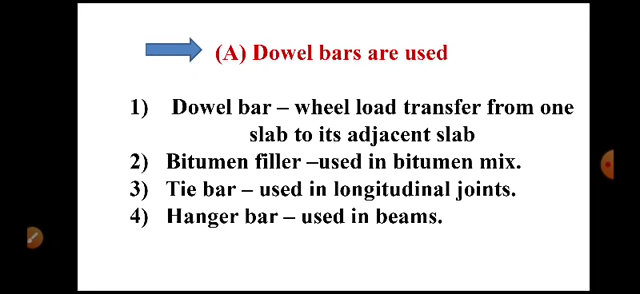 (A) Dowel bars are used
1) Dowel bar – wheel load transfer from one
slab to its adjacent slab
2) Bitumen filler –used in bitumen mix.
3) Tie bar – used in longitudinal joints.
4) Hanger bar – used in beams.